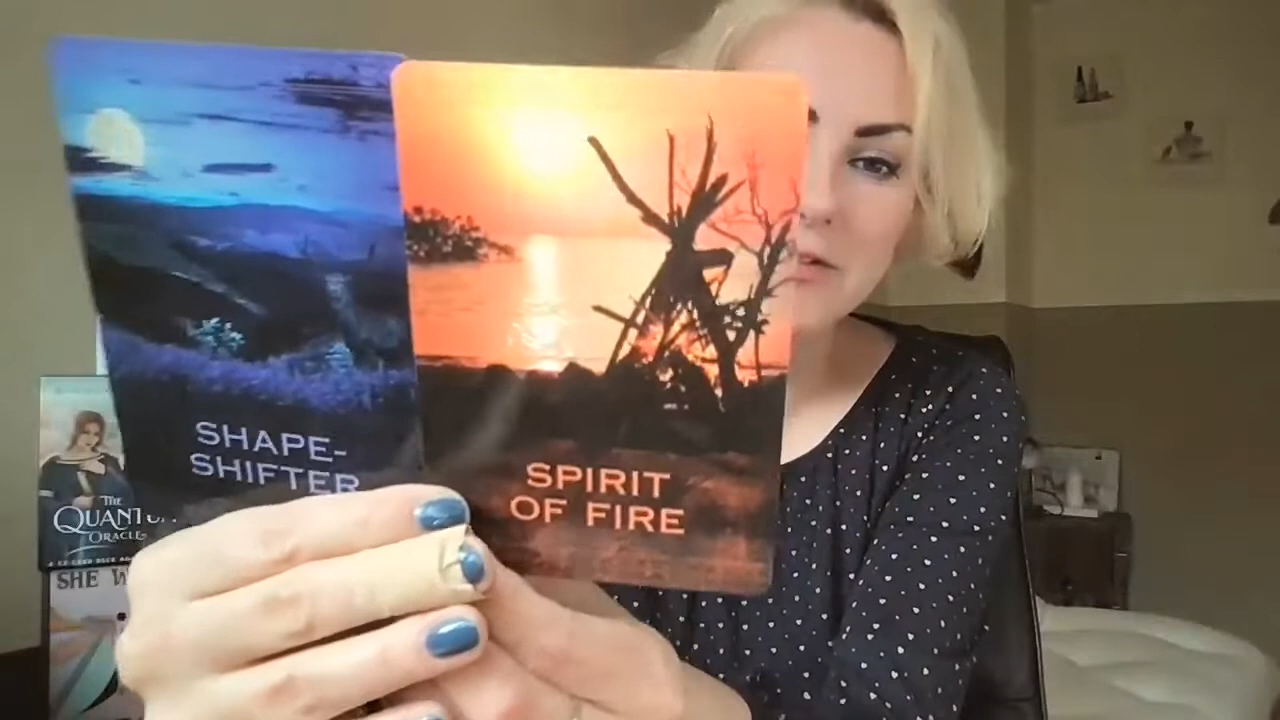 SHAPE-
SHIFTER
SPIRIT
OF FIRE
THE
QUANTUM
ORACLE
SHE W